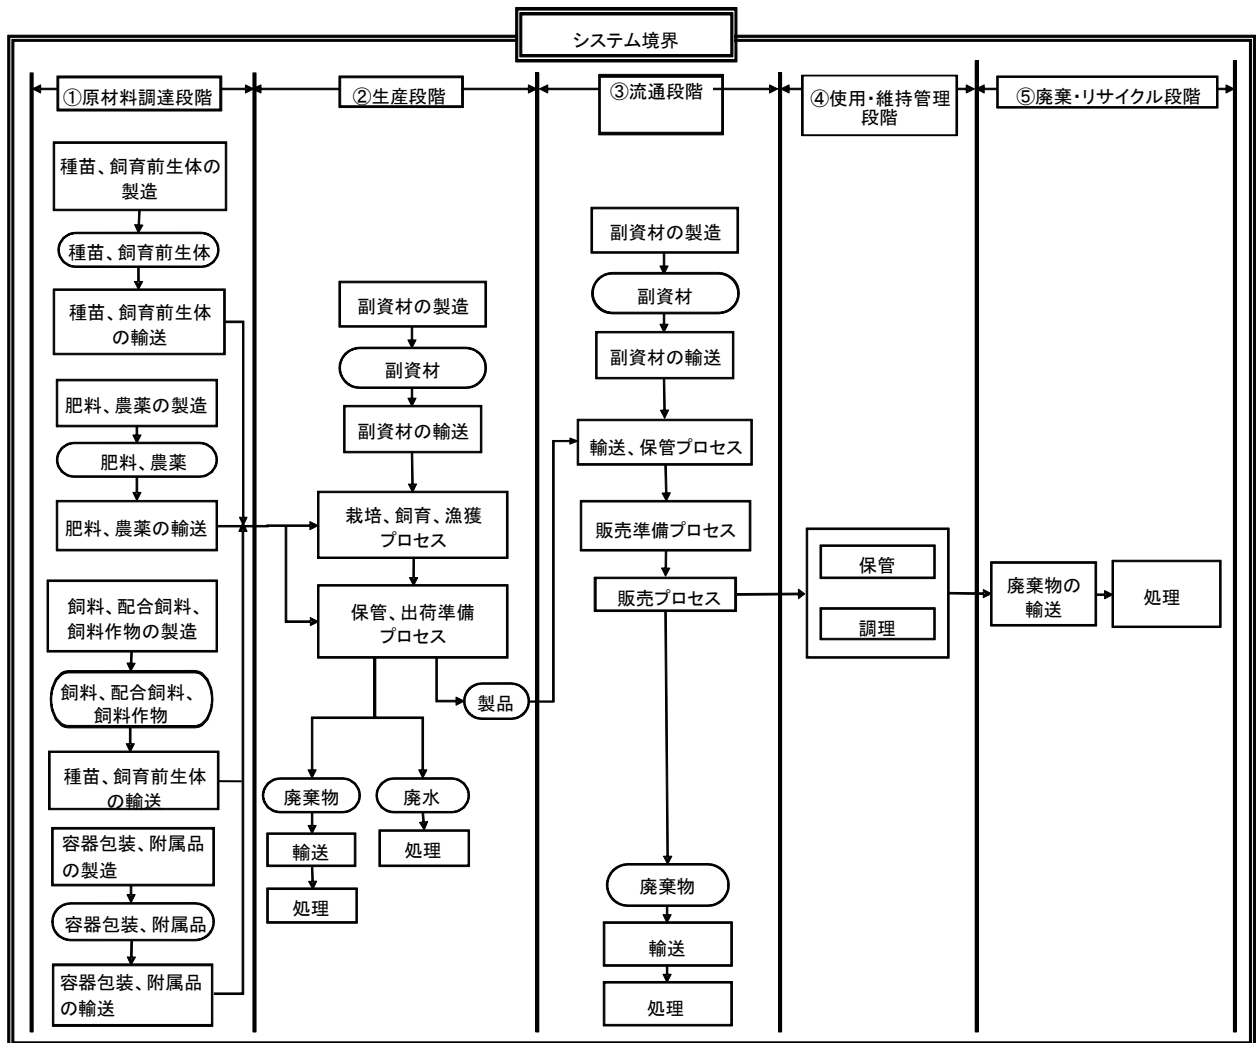 システム境界
①原材料調達段階
②生産段階
③流通段階
④使用・維持管理
段階
⑤廃棄・リサイクル段階
種苗、飼育前生体の
製造
種苗、飼育前生体
種苗、飼育前生体
の輸送
肥料、農薬の製造
肥料、農薬
肥料、農薬の輸送
飼料、配合飼料、
飼料作物の製造
飼料、配合飼料、
飼料作物
種苗、飼育前生体
の輸送
容器包装、附属品
の製造
容器包装、附属品
容器包装、附属品
の輸送
副資材の製造
副資材
副資材の輸送
栽培、飼育、漁獲
プロセス
保管、出荷準備
プロセス
製品
廃棄物
輸送
処理
廃水
処理
副資材の製造
副資材
副資材の輸送
輸送、保管プロセス
販売準備プロセス
販売プロセス
廃棄物
輸送
処理
保管
調理
廃棄物の
輸送
処理